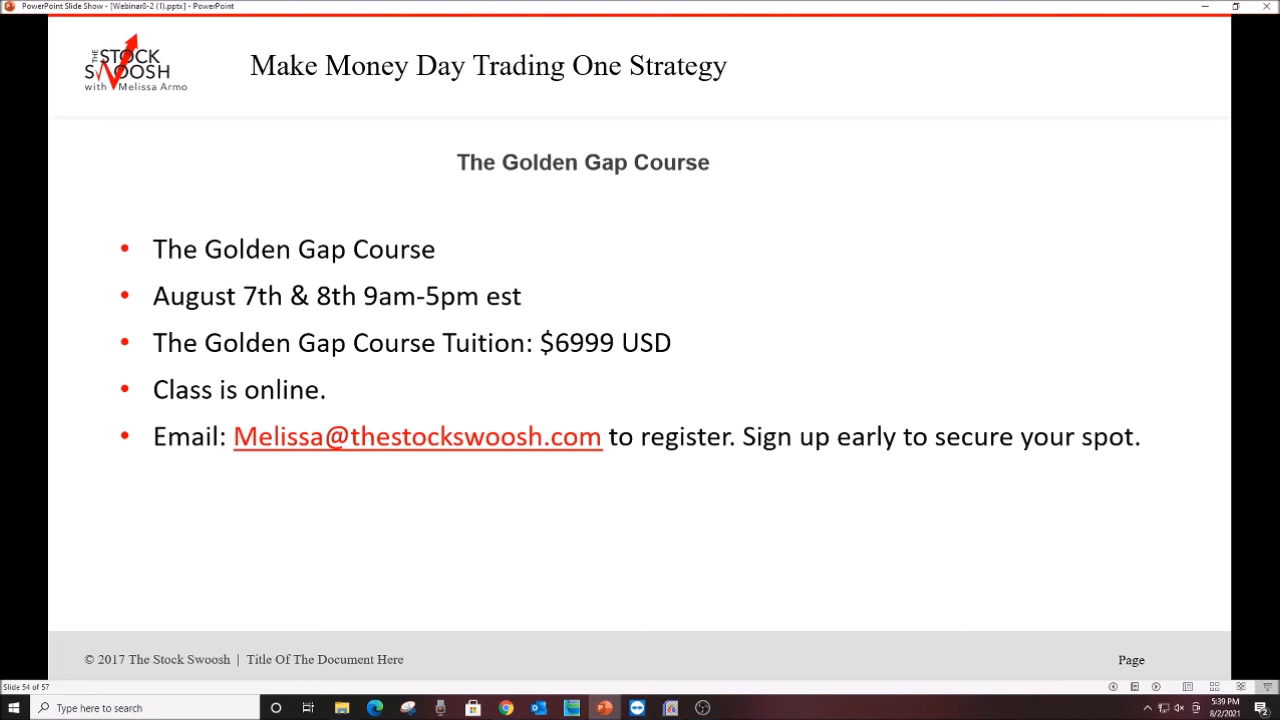 PowerPoint Slide Show - [Webinar8-2 (1).pptx] - PowerPoint
THE
STOCK
SWOOSH
with Melissa Armo
Make Money Day Trading One Strategy
The Golden Gap Course
• The Golden Gap Course
• August 7th & 8th 9am-5pm est
• The Golden Gap Course Tuition: $6999 USD
• Class is online.
• Email: Melissa@thestockswoosh.com to register. Sign up early to secure your spot.
© 2017 The Stock Swoosh | Title Of The Document Here
Page
Slide 54 of 57
Type here to search
5:39 PM
8/2/2021
2